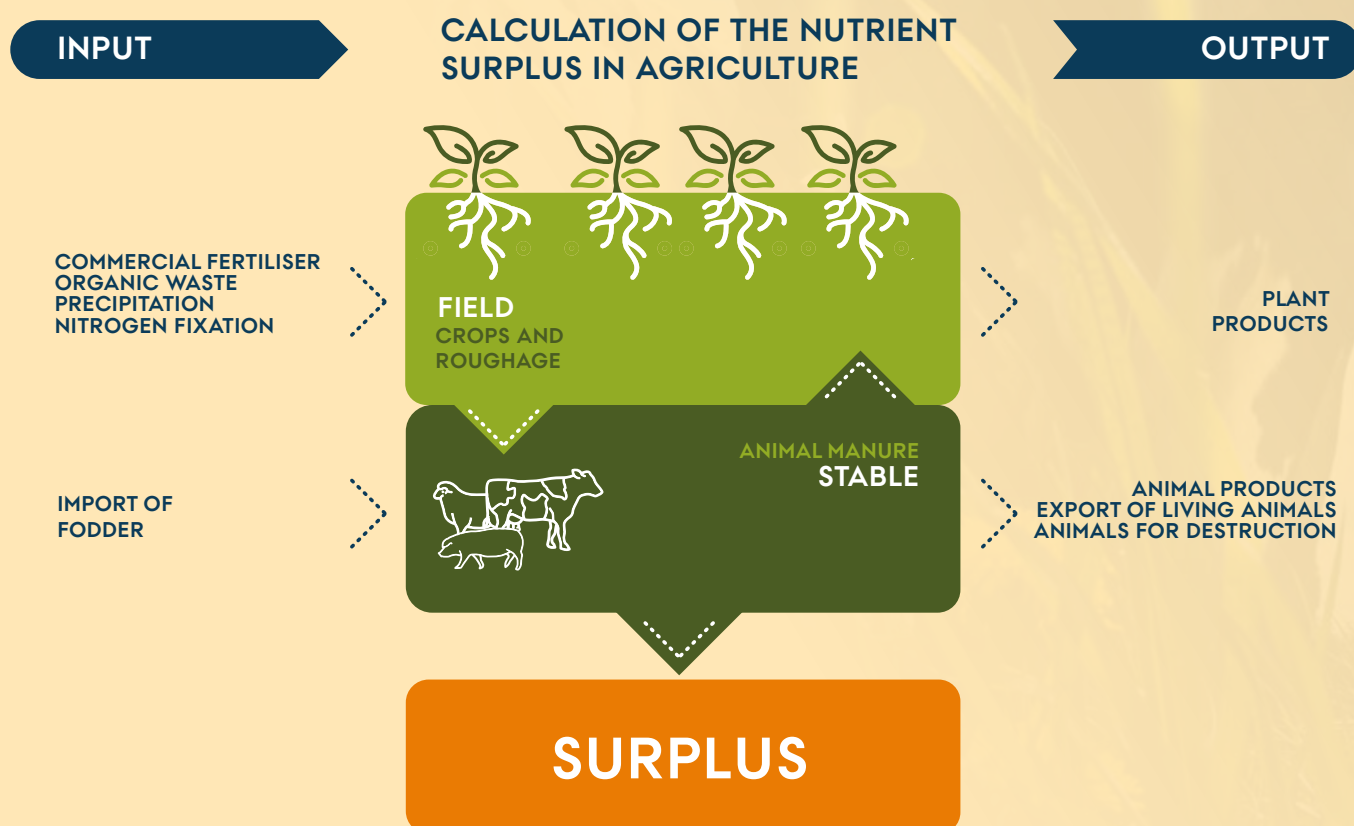 INPUT
CALCULATION OF THE NUTRIENT
SURPLUS IN AGRICULTURE
OUTPUT
COMMERCIAL FERTILISER
ORGANIC WASTE
PRECIPITATION
NITROGEN FIXATION
FIELD
CROPS AND
ROUGHAGE
PLANT
PRODUCTS
IMPORT OF
FODDER
ANIMAL MANURE
STABLE
ANIMAL PRODUCTS
EXPORT OF LIVING ANIMALS
ANIMALS FOR DESTRUCTION
SURPLUS